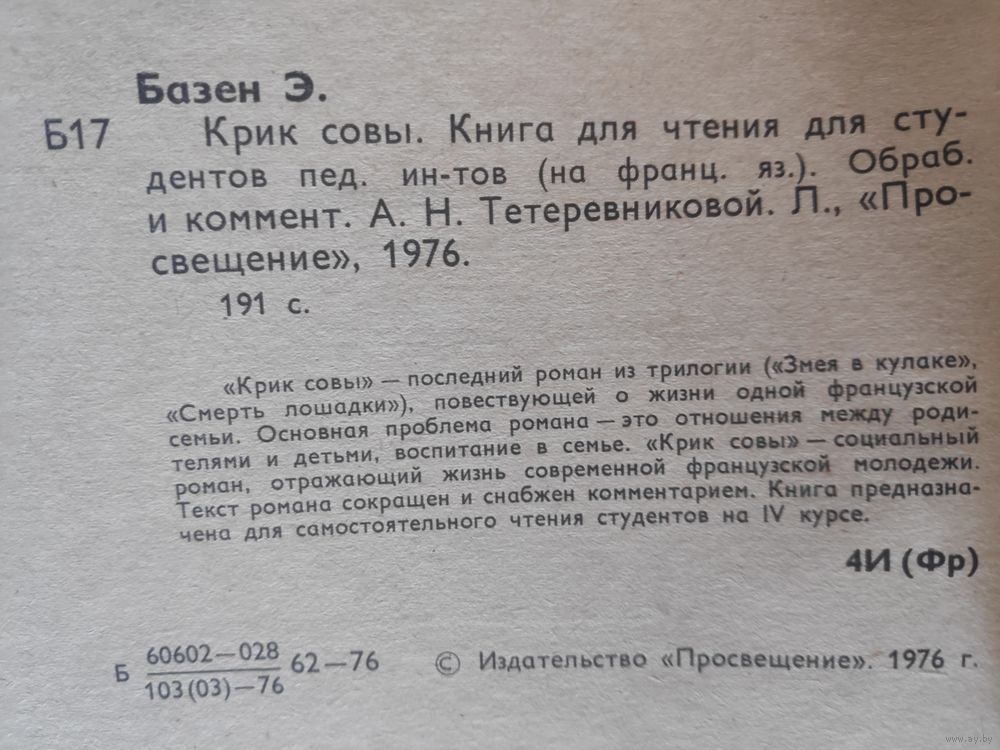 Базен Э.
Б17 Крик совы. Книга для чтения для сту-
дентов пед. ин-тов (на франц. яз.). Обраб.
и коммент. А. Н. Тетеревниковой. Л., «Про-
свещение», 1976.
191 с.
«Крик совы» — последний роман из трилогии («Змея в кулаке»,
«Смерть лошадки»), повествующей о жизни одной французской
семьи. Основная проблема романа — это отношения между роди-
телями и детьми, воспитание в семье. «Крик совы» — социальный
роман, отражающий жизнь современной французской молодежи.
Текст романа сокращен и снабжен комментарием. Книга предназна-
чена для самостоятельного чтения студентов на IV курсе.
4И (Фр)
60602—028
Б 62—76
103(03)—76
© Издательство «Просвещение». 1976 г.
www.ay.by